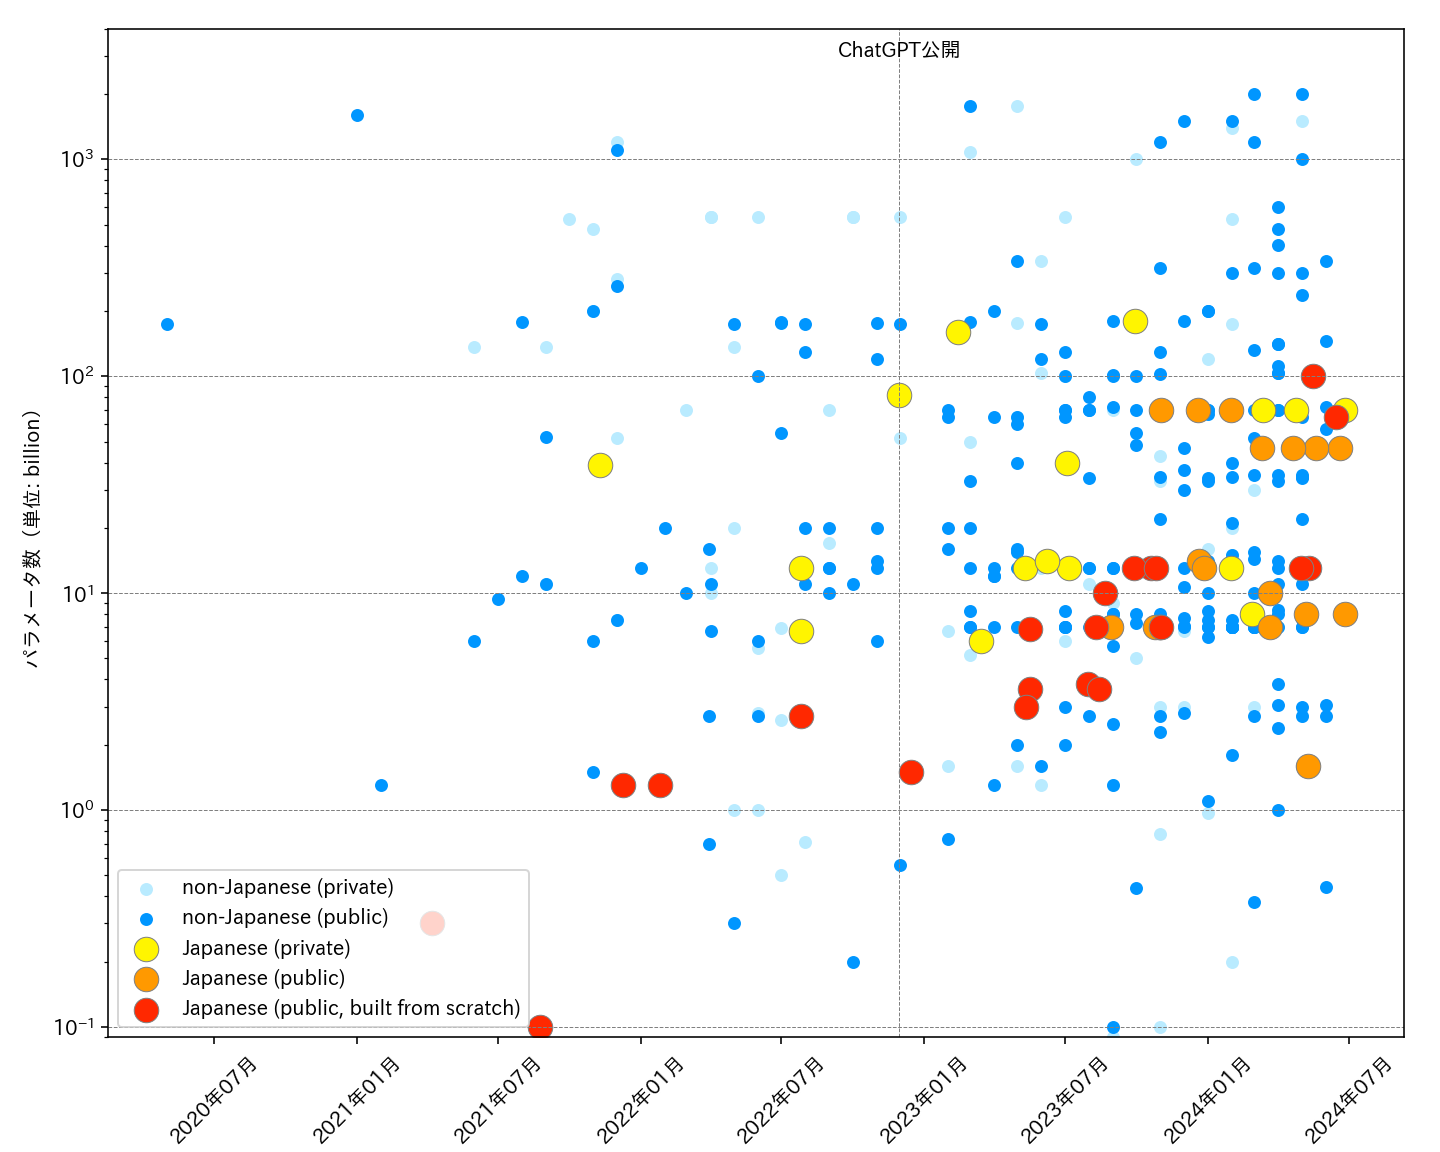 ChatGPT公開
10³
10²
10¹
10⁰
10⁻¹
パラメータ数（単位: billion）
non-Japanese (private)
non-Japanese (public)
Japanese (private)
Japanese (public)
Japanese (public, built from scratch)
2020年07月
2021年01月
2021年07月
2022年01月
2022年07月
2023年01月
2023年07月
2024年01月
2024年07月